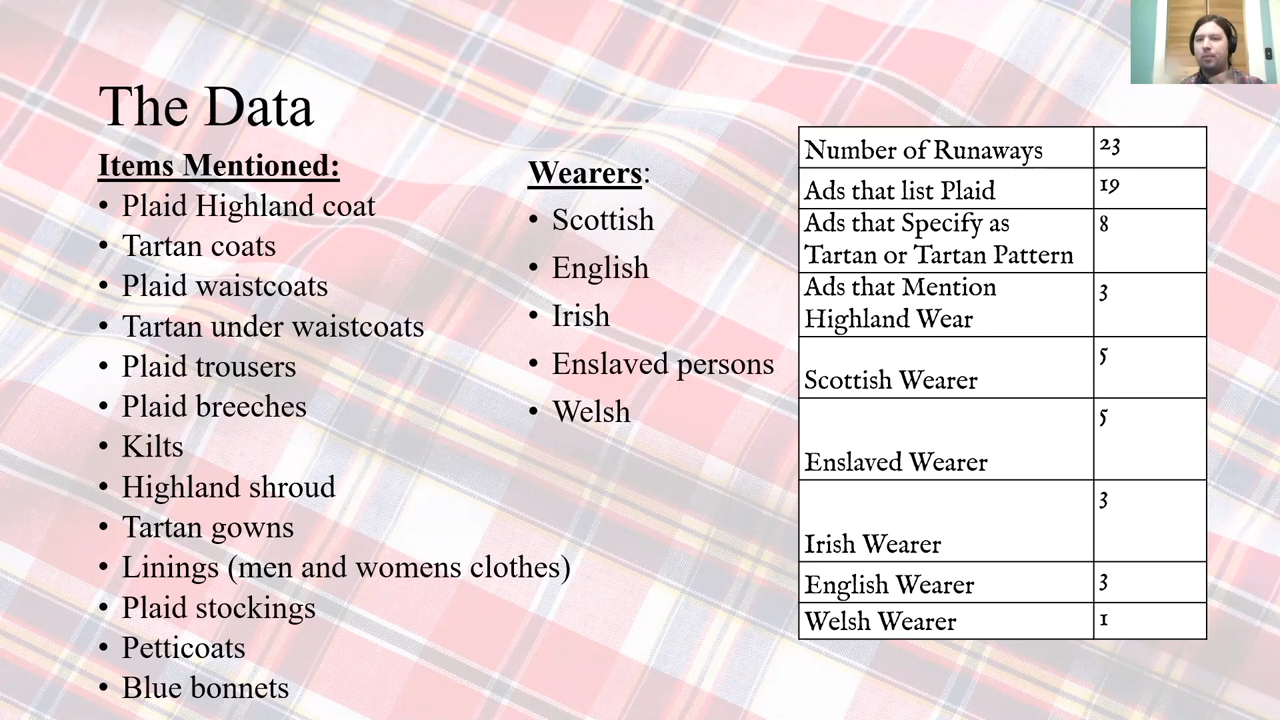 The Data
Items Mentioned:
• Plaid Highland coat
• Tartan coats
• Plaid waistcoats
• Tartan under waistcoats
• Plaid trousers
• Plaid breeches
• Kilts
• Highland shroud
• Tartan gowns
• Linings (men and womens clothes)
• Plaid stockings
• Petticoats
• Blue bonnets
Wearers:
• Scottish
• English
• Irish
• Enslaved persons
• Welsh
Number of Runaways 23
Ads that list Plaid 19
Ads that Specify as 8
Tartan or Tartan Pattern
Ads that Mention 3
Highland Wear
Scottish Wearer 5
Enslaved Wearer 5
Irish Wearer 3
English Wearer 3
Welsh Wearer 1